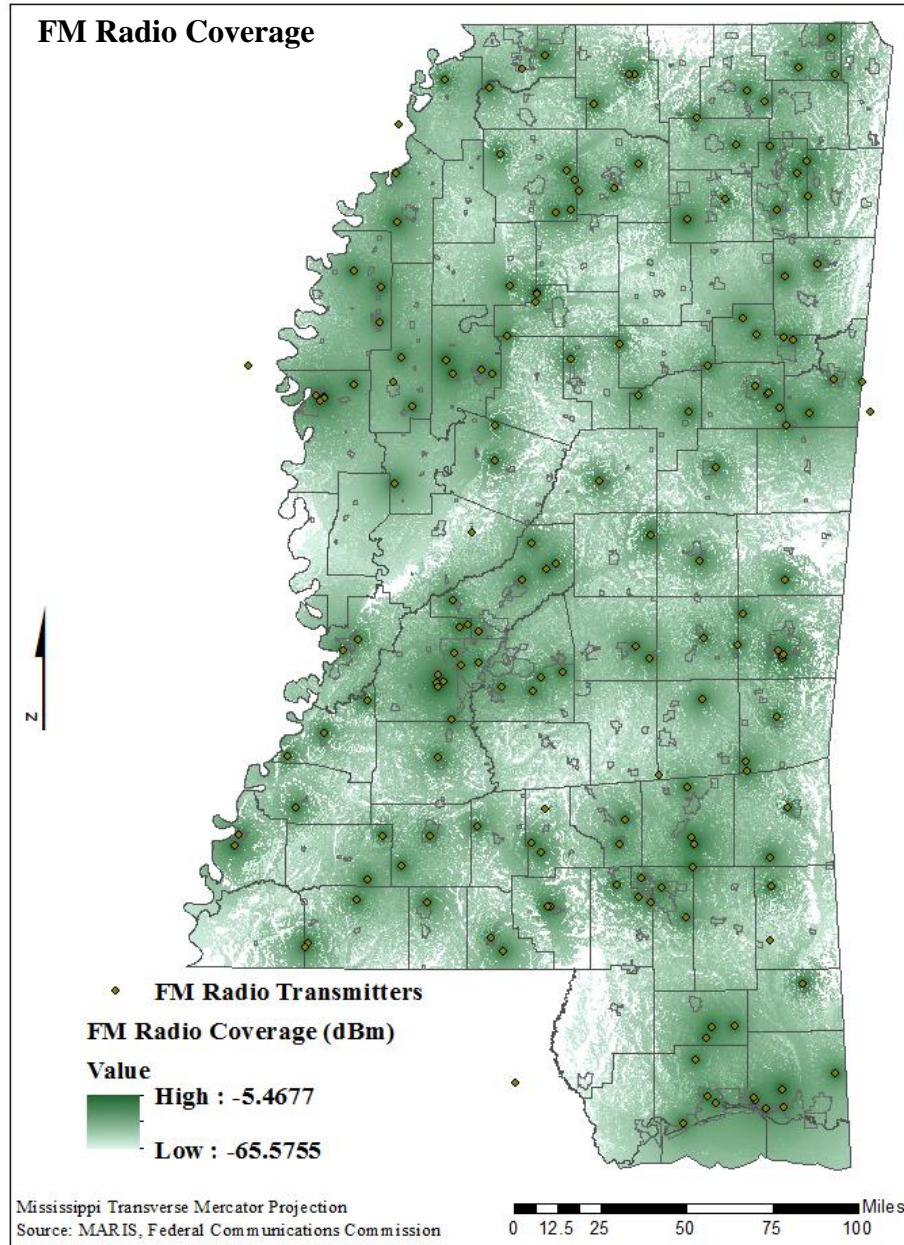 FM Radio Coverage
N
FM Radio Transmitters
FM Radio Coverage (dBm)
Value
High : -5.4677
Low : -65.5755
Mississippi Transverse Mercator Projection
Source: MARIS, Federal Communications Commission
Miles
0 12.5 25 50 75 100